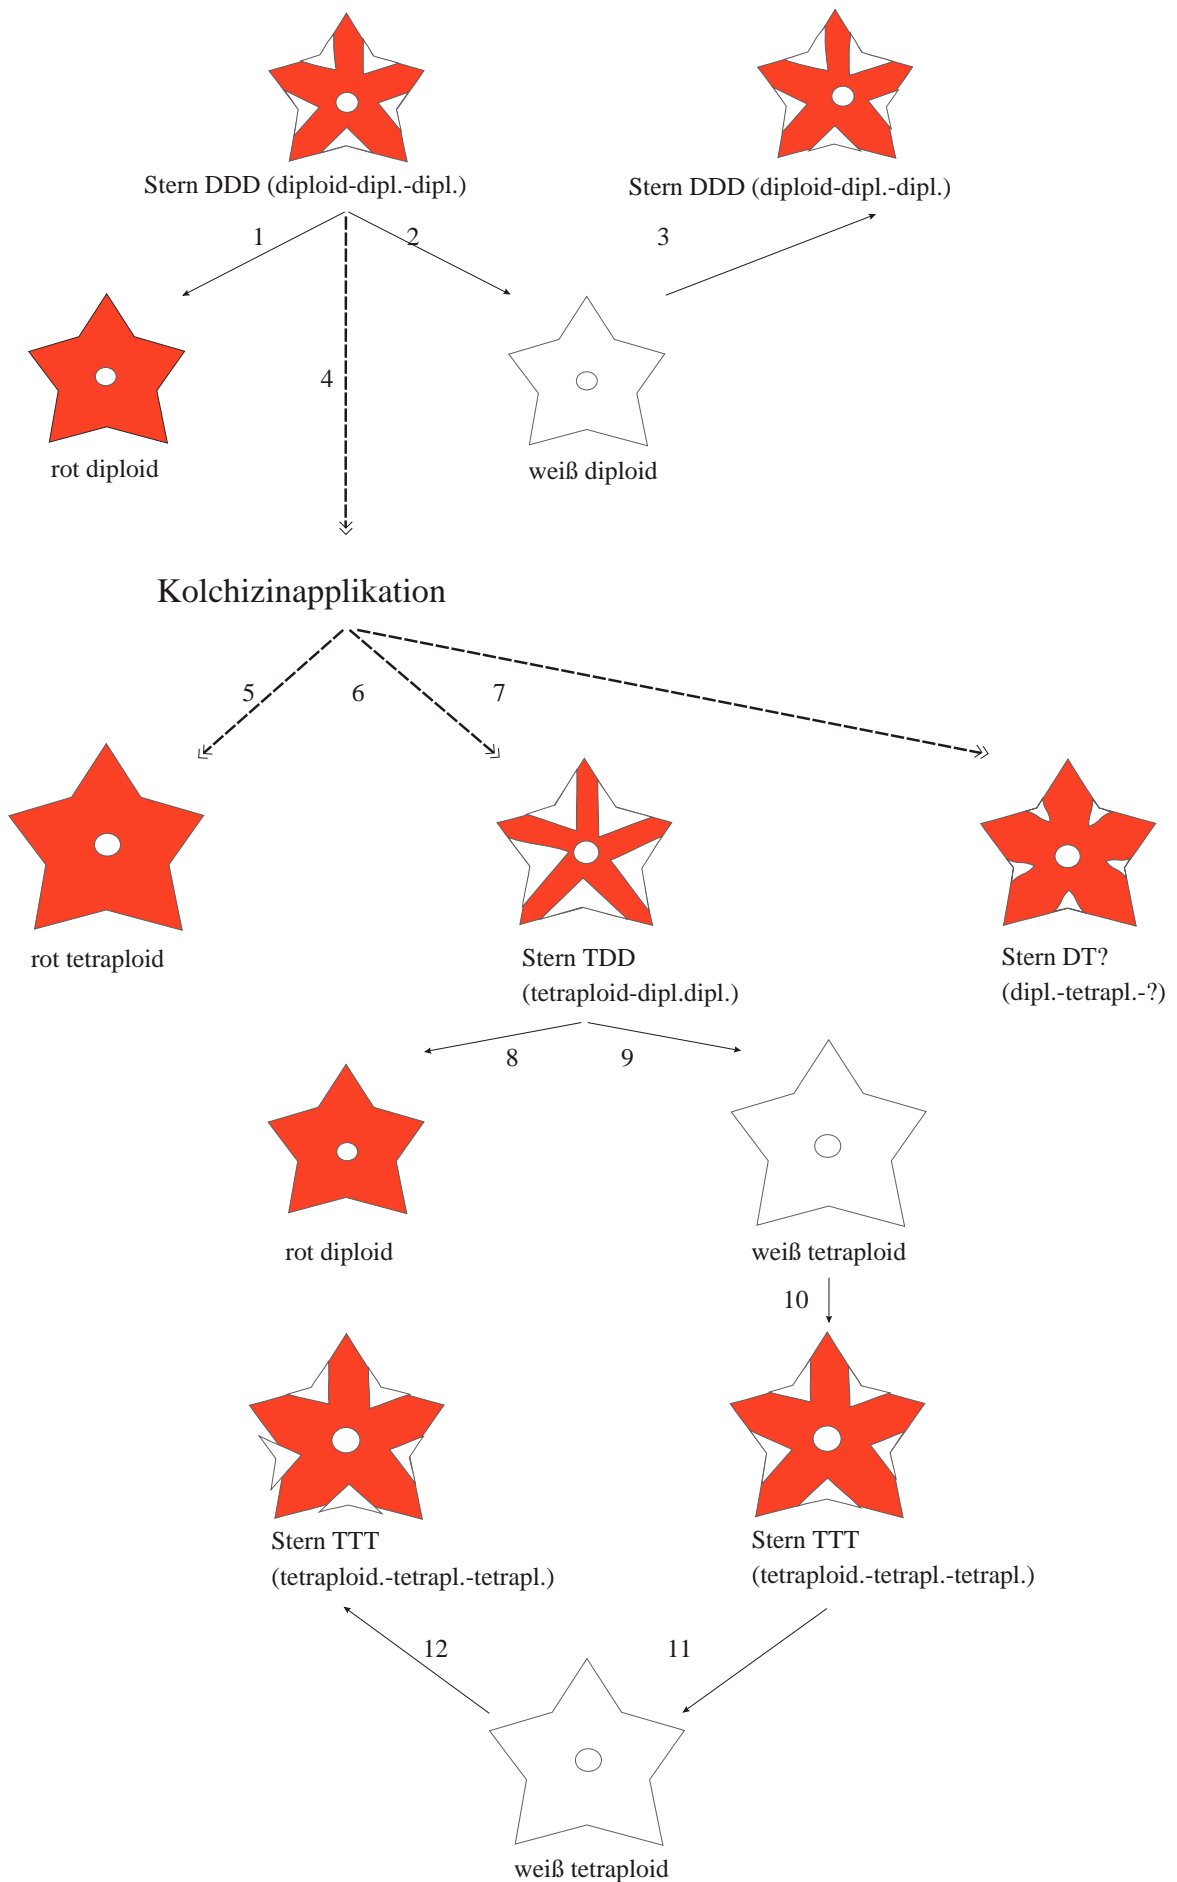 Stern DDD (diploid-dipl.-dipl.)
Stern DDD (diploid-dipl.-dipl.)
1
2
3
rot diploid
4
weiß diploid
Kolchizinapplikation
5
6
7
rot tetraploid
Stern TDD
(tetraploid-dipl.dipl.)
Stern DT?
(dipl.-tetrapl.-?)
8
9
rot diploid
weiß tetraploid
10
Stern TTT
(tetraploid.-tetrapl.-tetrapl.)
Stern TTT
(tetraploid.-tetrapl.-tetrapl.)
12
11
weiß tetraploid